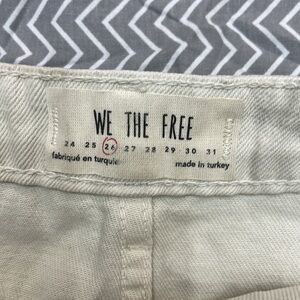 WE THE FREE
24 25 26 27 28 29 30 31
fabriqué en turquie
made in turkey